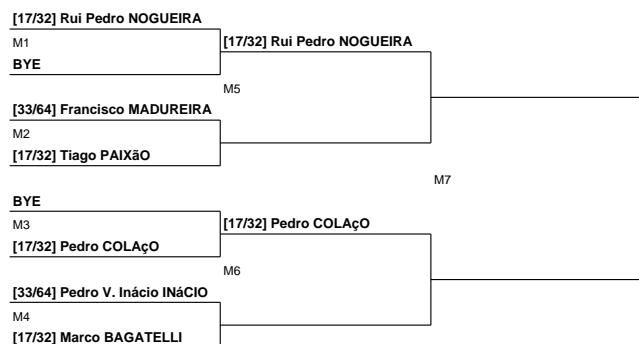 [17/32] Rui Pedro NOGUEIRA
M1
[17/32] Rui Pedro NOGUEIRA
BYE
M5
[33/64] Francisco MADUREIRA
M2
[17/32] Tiago PAIXãO
M7
BYE
M3
[17/32] Pedro COLAçO
[17/32] Pedro COLAçO
M6
[33/64] Pedro V. Inácio INáCIO
M4
[17/32] Marco BAGATELLI